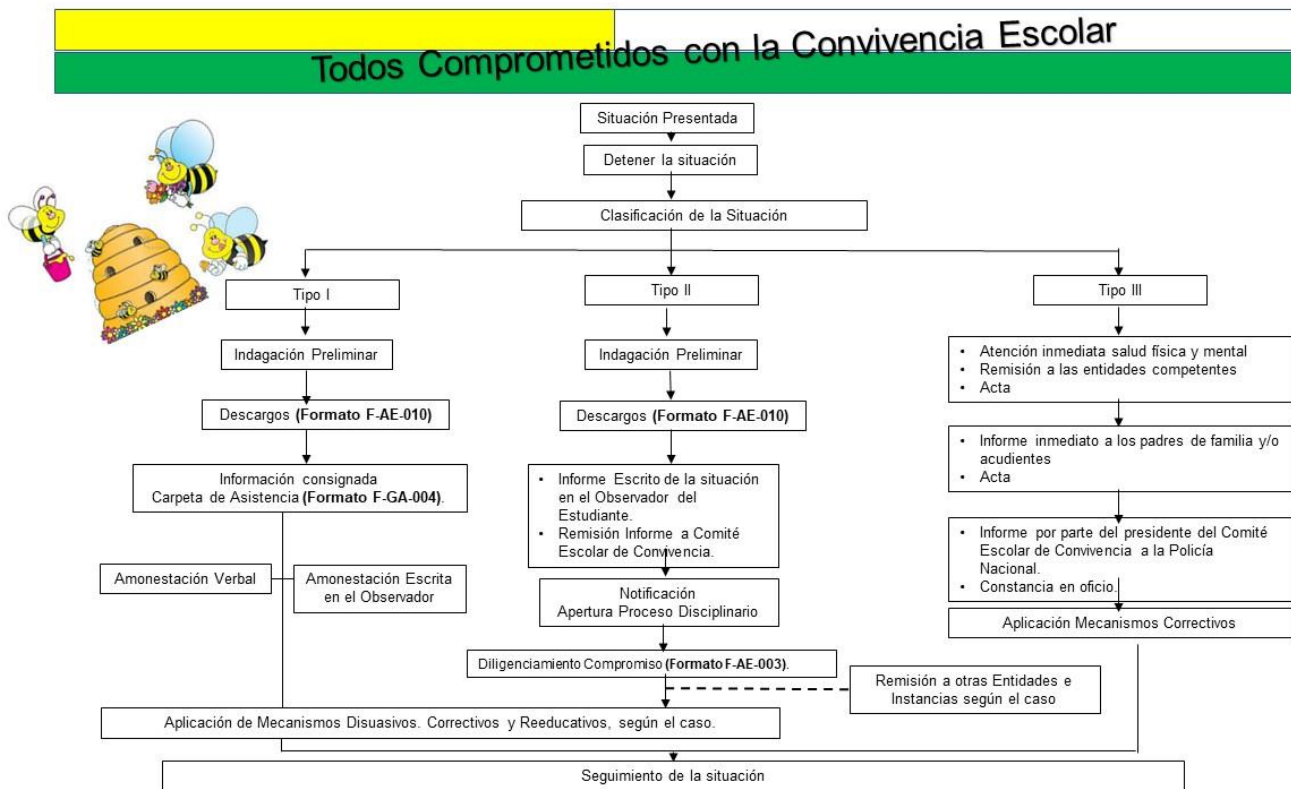 Todos Comprometidos con la Convivencia Escolar
Situación Presentada
Detener la situación
Clasificación de la Situación
Tipo I
Tipo II
Tipo III
Indagación Preliminar
Indagación Preliminar
• Atención inmediata salud física y mental
• Remisión a las entidades competentes
• Acta
Descargos (Formato F-AE-010)
Descargos (Formato F-AE-010)
• Informe inmediato a los padres de familia y/o
acudientes
• Acta
Información consignada
Carpeta de Asistencia (Formato F-GA-004).
• Informe Escrito de la situación
en el Observador del
Estudiante.
• Remisión Informe a Comité
Escolar de Convivencia.
• Informe por parte del presidente del Comité
Escolar de Convivencia a la Policía
Nacional.
• Constancia en oficio.
Amonestación Verbal
Amonestación Escrita
en el Observador
Notificación
Apertura Proceso Disciplinario
Aplicación Mecanismos Correctivos
Diligenciamiento Compromiso (Formato F-AE-003).
Remisión a otras Entidades e
Instancias según el caso
Aplicación de Mecanismos Disuasivos. Correctivos y Reeducativos, según el caso.
Seguimiento de la situación